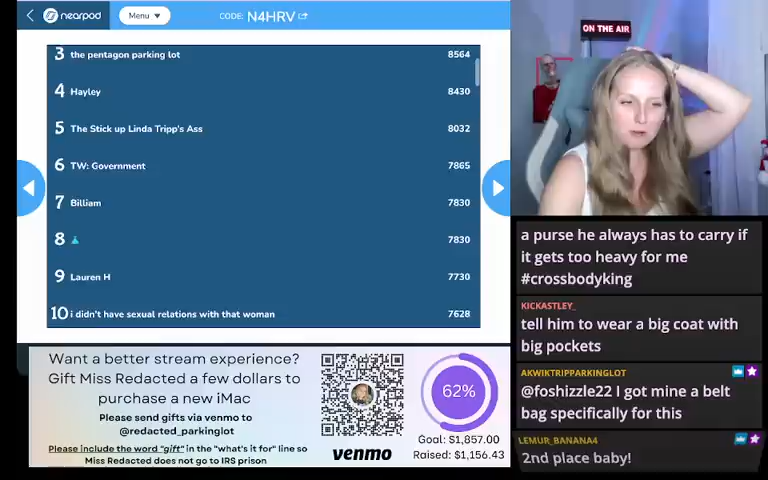 nearpod
Menu
CODE: N4HRV
3 the pentagon parking lot 8564
4 Hayley 8430
5 The Stick up Linda Tripp's Ass 8032
6 TW: Government 7865
7 Billiam 7830
8 7830
9 Lauren H 7730
10 i didn't have sexual relations with that woman 7628
Want a better stream experience?
Gift Miss Redacted a few dollars to
purchase a new iMac
Please send gifts via venmo to
@redacted_parkinglot
Please include the word "gift" in the "what's it for" line so
Miss Redacted does not go to IRS prison
venmo
62%
Goal: $1,857.00
Raised: $1,156.43
ON THE AIR
a purse he always has to carry if
it gets too heavy for me
#crossbodyking
KICKASTLEY_
tell him to wear a big coat with
big pockets
AKWIKTRIPPARKINGLOT
@foshizzle22 I got mine a belt
bag specifically for this
LEMUR_BANANA4
2nd place baby!